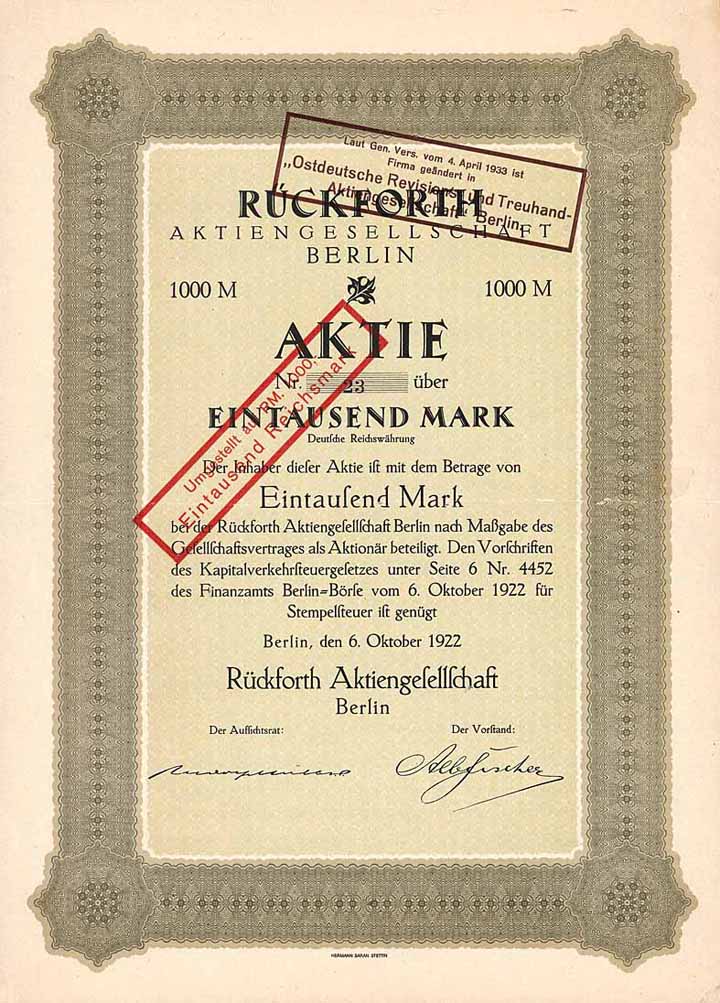 Laut Gen. Vers. vom 4. April 1933 ist
Firma geändert in
„Ostdeutsche Revisions- und Treuhand-
Aktiengesellschaft Berlin
RÜCKFORTH
AKTIENGESELLSCHAFT
BERLIN
1000 M 1000 M
AKTIE
Nr. 23 über
EINTAUSEND MARK
Deutſche Reichswährung
Umgestellt auf RM. 1000,
Eintausend Reichsmark
Der Inhaber dieſer Aktie iſt mit dem Betrage von
Eintauſend Mark
bei der Rückforth Aktiengeſellſchaft Berlin nach Maßgabe des
Geſellſchaftsvertrages als Aktionär beteiligt. Den Vorſchriften
des Kapitalverkehrſteuergeſetzes unter Seite 6 Nr. 4452
des Finanzamts Berlin=Börſe vom 6. Oktober 1922 für
Stempelſteuer iſt genügt
Berlin, den 6. Oktober 1922
Rückforth Aktiengeſellſchaft
Berlin
Der Aufſichtsrat: Der Vorſtand:
Alb. Fischer
HERMANN SARAN STETTIN